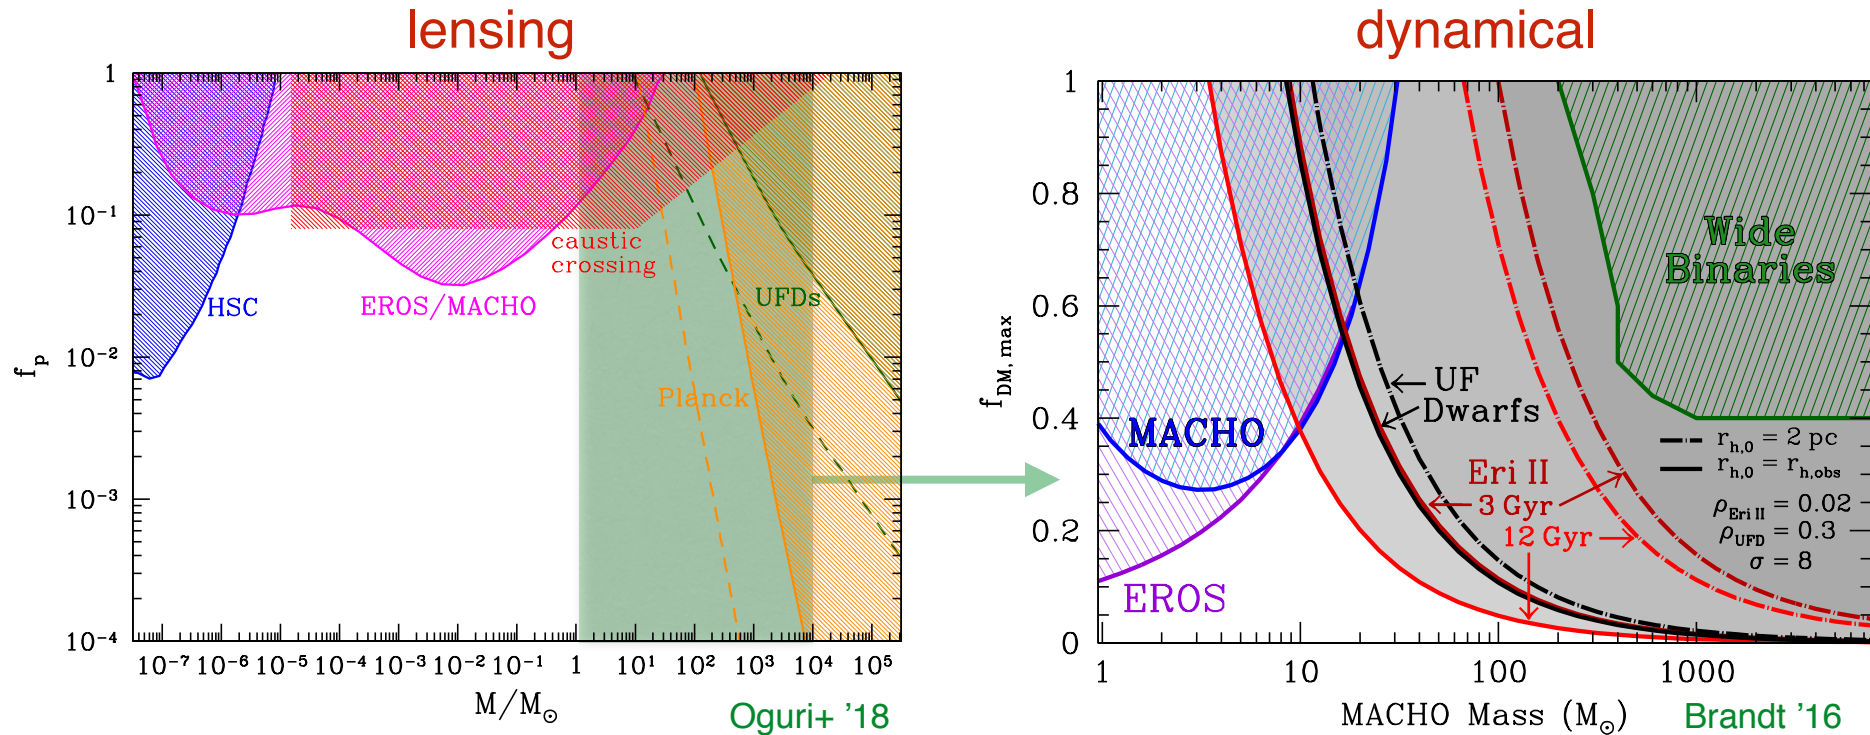 lensing
1
10⁻¹
10⁻²
10⁻³
10⁻⁴
fₚ
HSC
EROS/MACHO
caustic
crossing
UFDs
Planck
10⁻⁷ 10⁻⁶ 10⁻⁵ 10⁻⁴ 10⁻³ 10⁻² 10⁻¹ 1 10¹ 10² 10³ 10⁴ 10⁵
M/M☉
Oguri+ '18
dynamical
1
0.8
0.6
0.4
0.2
0
f_DM, max
Wide
Binaries
UF
Dwarfs
MACHO
EROS
Eri II
3 Gyr
12 Gyr
r_h,0 = 2 pc
r_h,0 = r_h,obs
ρ_Eri II = 0.02
ρ_UFD = 0.3
σ = 8
1 10 100 1000
MACHO Mass (M☉)
Brandt '16